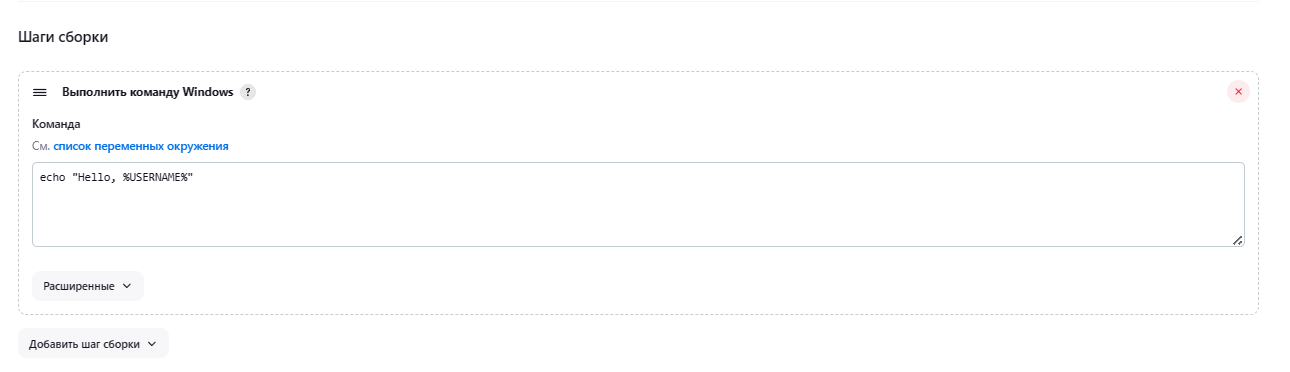 Шаги сборки
Выполнить команду Windows ?
Команда
См. список переменных окружения
echo "Hello, %USERNAME%"
Расширенные
Добавить шаг сборки